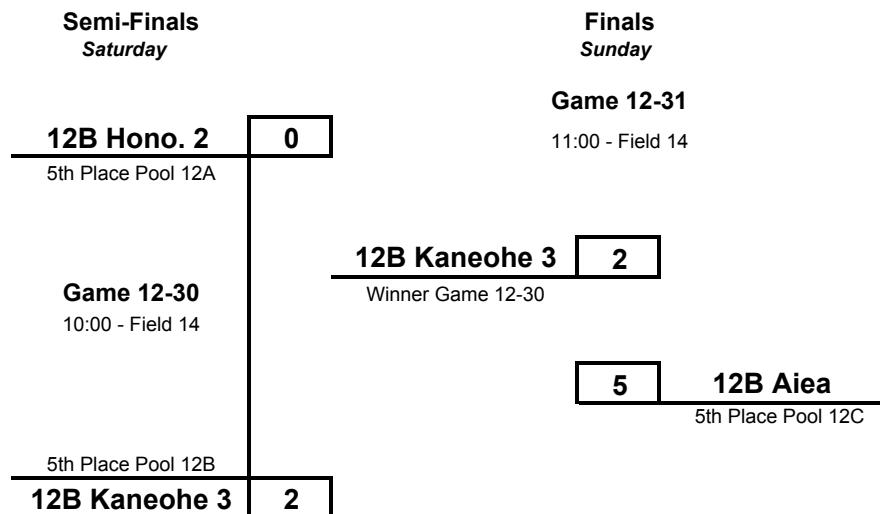 Semi-Finals
Saturday
Finals
Sunday
Game 12-31
11:00 - Field 14
12B Hono. 2 0
5th Place Pool 12A
12B Kaneohe 3 2
Winner Game 12-30
Game 12-30
10:00 - Field 14
5 12B Aiea
5th Place Pool 12C
5th Place Pool 12B
12B Kaneohe 3 2